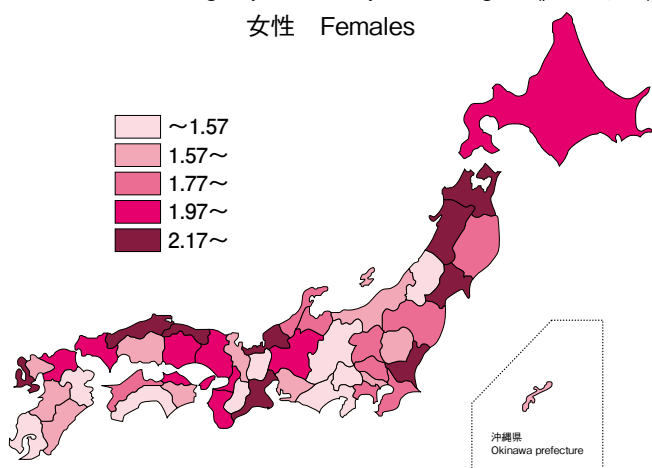 女性 Females
～1.57
1.57～
1.77～
1.97～
2.17～
沖縄県
Okinawa prefecture